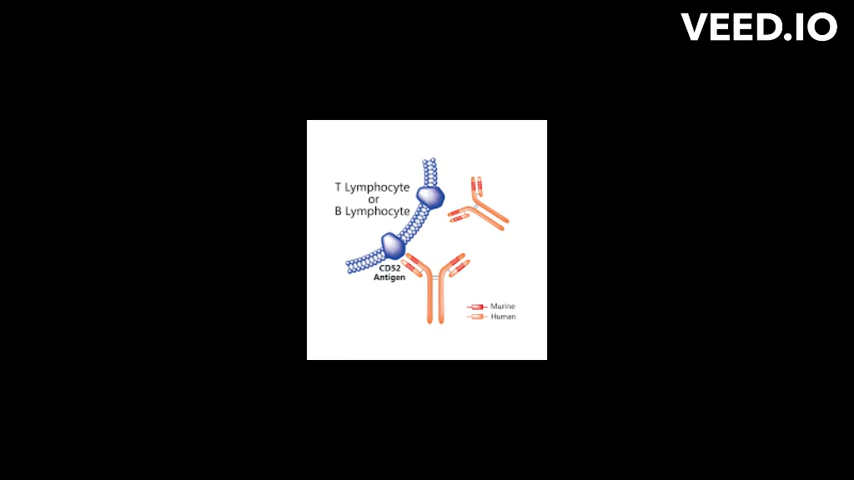 VEED.IO
T Lymphocyte
or
B Lymphocyte
CD52
Antigen
Murine
Human